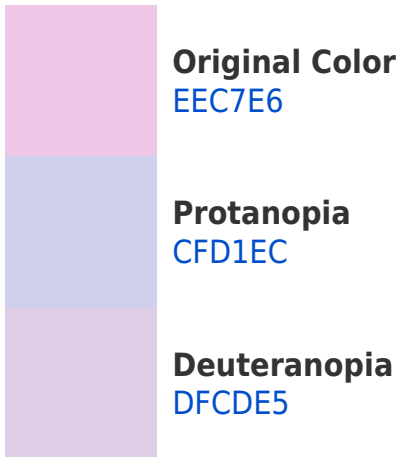 Original Color
EEC7E6
Protanopia
CFD1EC
Deuteranopia
DFCDE5